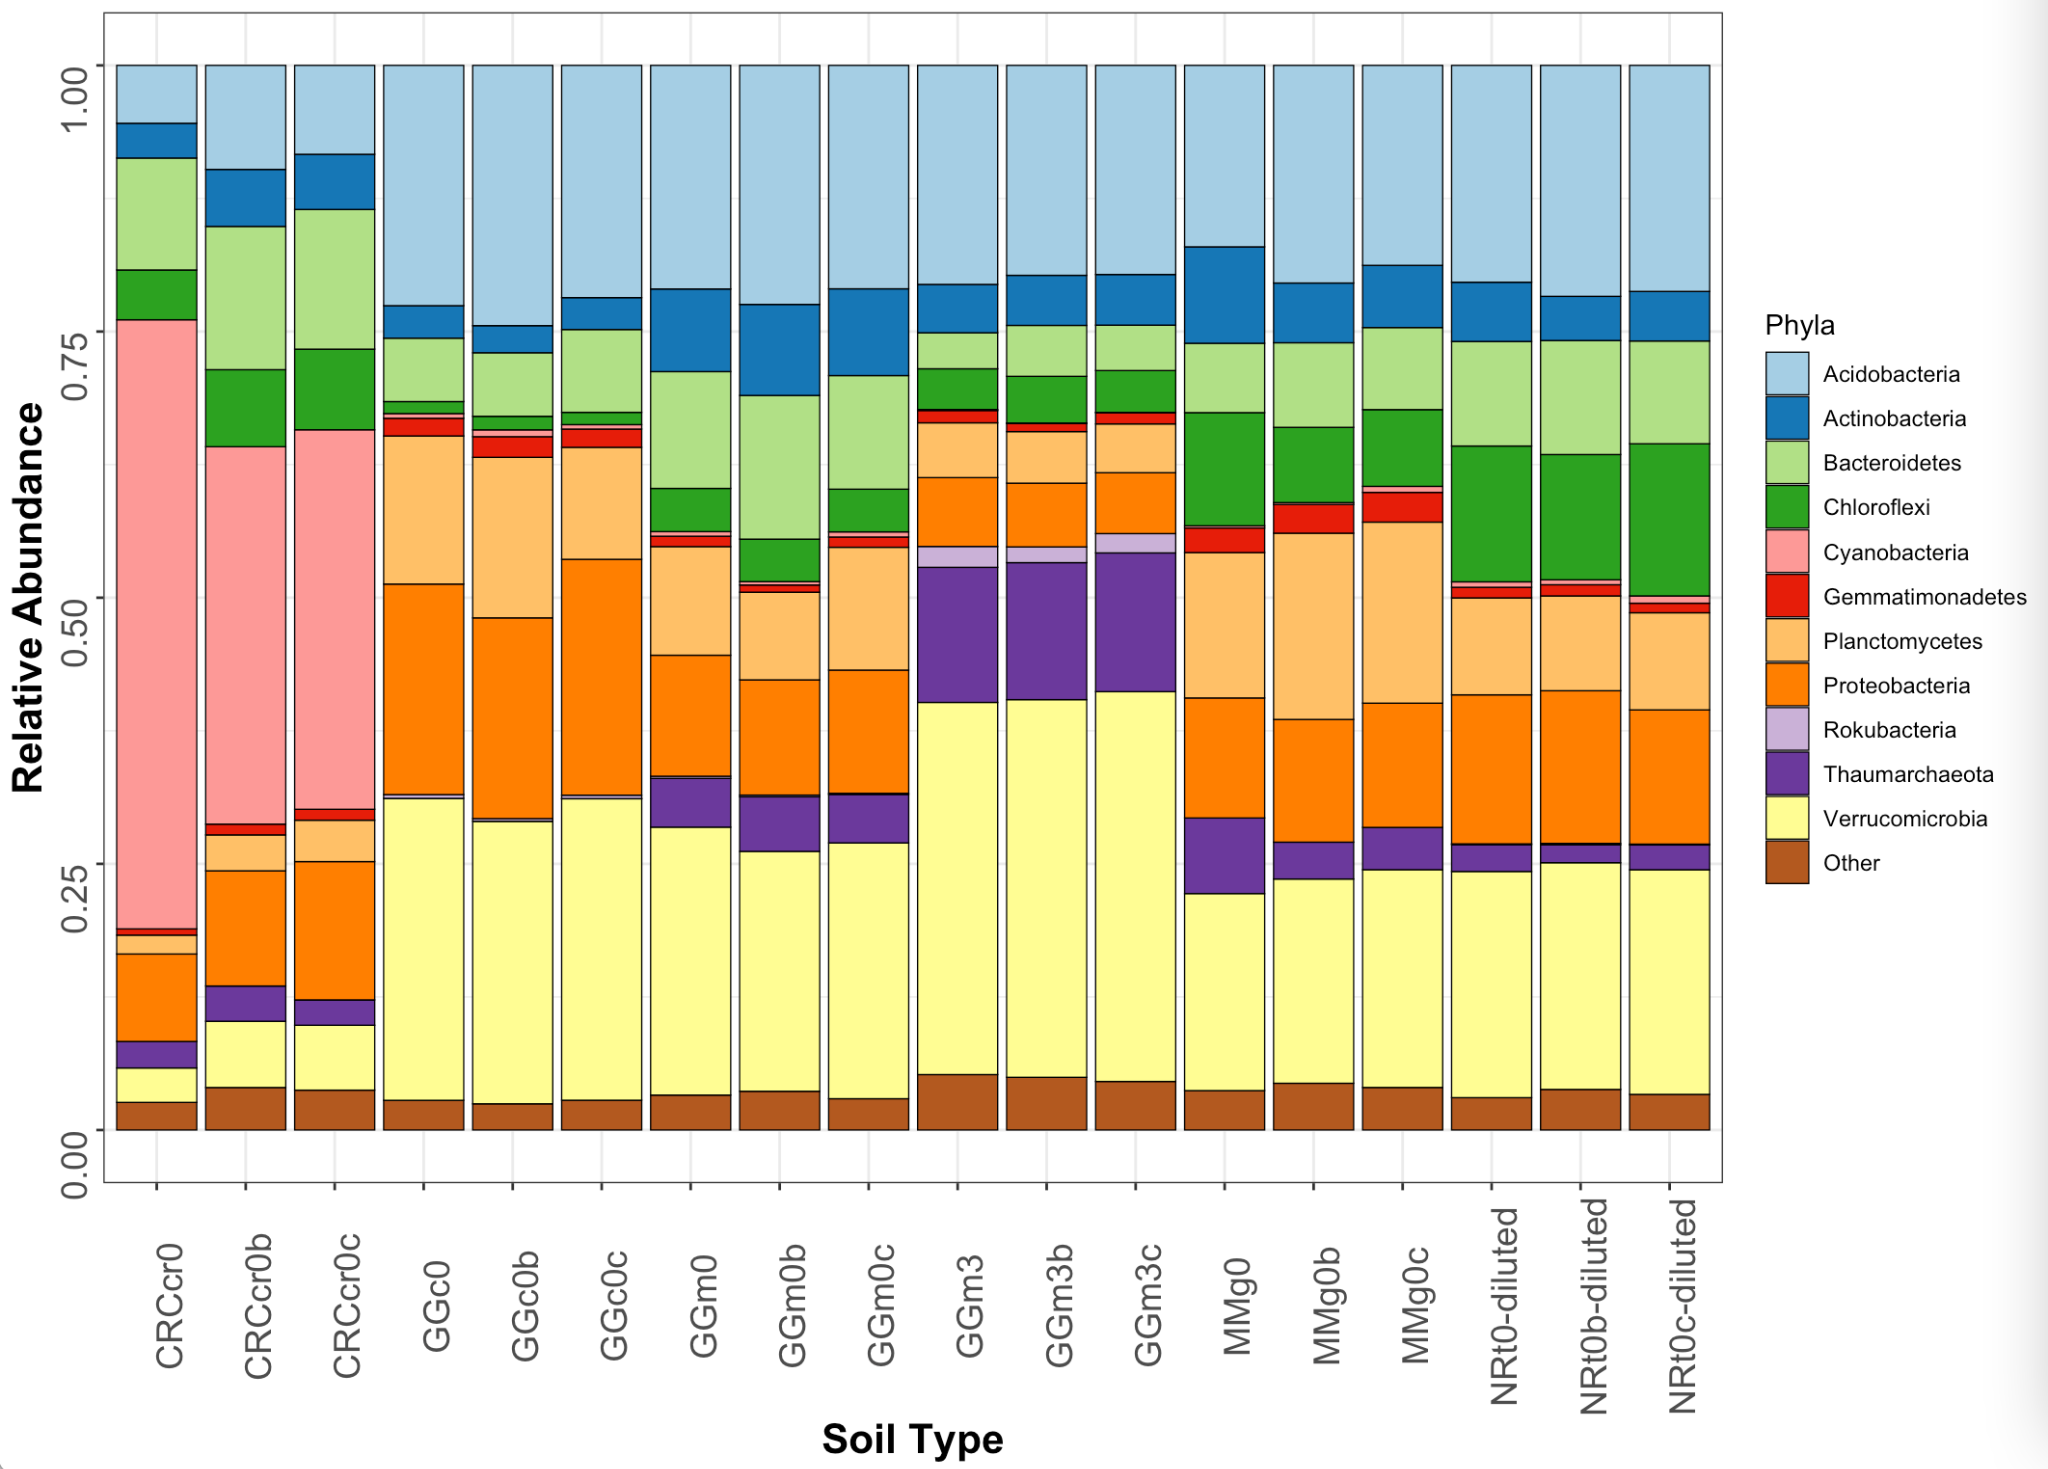 Relative Abundance
1.00
0.75
0.50
0.25
0.00
CRCcr0
CRCcr0b
CRCcr0c
GGc0
GGc0b
GGc0c
GGm0
GGm0b
GGm0c
GGm3
GGm3b
GGm3c
MMg0
MMg0b
MMg0c
NRt0-diluted
NRt0b-diluted
NRt0c-diluted
Soil Type
Phyla
Acidobacteria
Actinobacteria
Bacteroidetes
Chloroflexi
Cyanobacteria
Gemmatimonadetes
Planctomycetes
Proteobacteria
Rokubacteria
Thaumarchaeota
Verrucomicrobia
Other